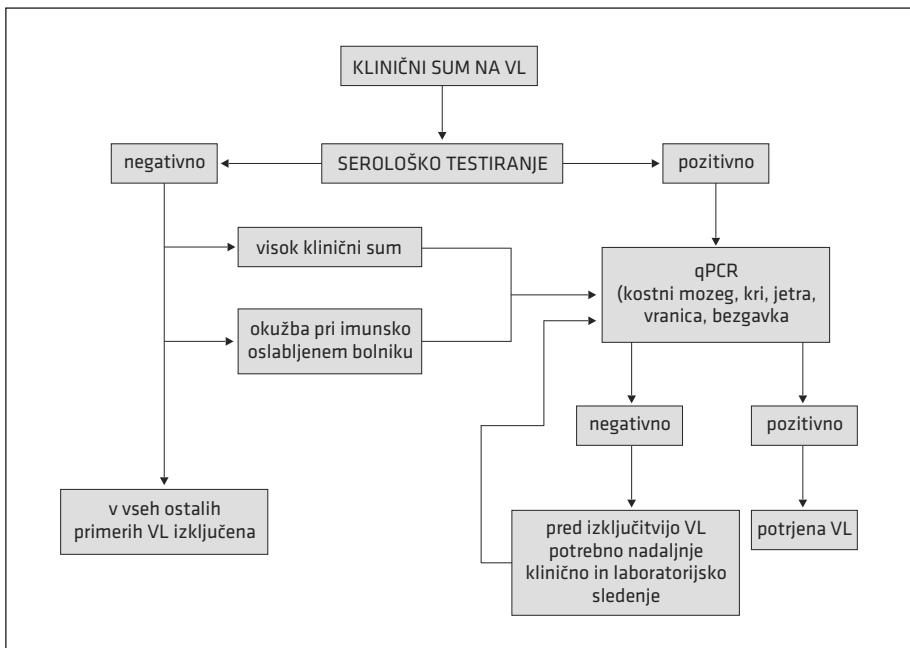 KLINIČNI SUM NA VL
negativno
SEROLOŠKO TESTIRANJE
pozitivno
visok klinični sum
qPCR
(kostni mozeg, kri, jetra,
vranica, bezgavka
okužba pri imunsko
oslabljenem bolniku
negativno
pozitivno
v vseh ostalih
primerih VL izključena
pred izključitvijo VL
potrebno nadaljnje
klinično in laboratorijsko
sledenje
potrjena VL